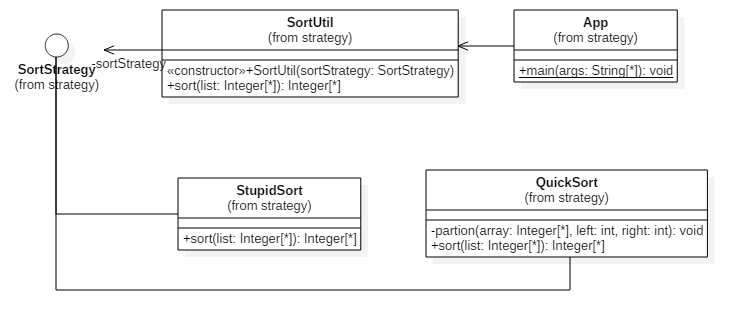 SortStrategy
(from strategy)
-sortStrategy
SortUtil
(from strategy)
«constructor»+SortUtil(sortStrategy: SortStrategy)
+sort(list: Integer[*]): Integer[*]
App
(from strategy)
+main(args: String[*]): void
StupidSort
(from strategy)
+sort(list: Integer[*]): Integer[*]
QuickSort
(from strategy)
-partion(array: Integer[*], left: int, right: int): void
+sort(list: Integer[*]): Integer[*]